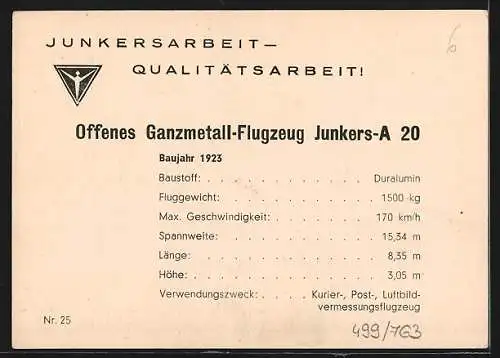 JUNKERSARBEIT—
QUALITÄTSARBEIT!
6
Offenes Ganzmetall-Flugzeug Junkers-A 20
Baujahr 1923
Baustoff: . . . . . . . . . . . . Duralumin
Fluggewicht: . . . . . . . . . . . 1500 kg
Max. Geschwindigkeit: . . . . . . . 170 km/h
Spannweite: . . . . . . . . . . . 15,34 m
Länge: . . . . . . . . . . . . . 8,35 m
Höhe: . . . . . . . . . . . . . 3,05 m
Verwendungszweck: . . . . Kurier-, Post-, Luftbild-
vermessungsflugzeug
Nr. 25
499/7G3